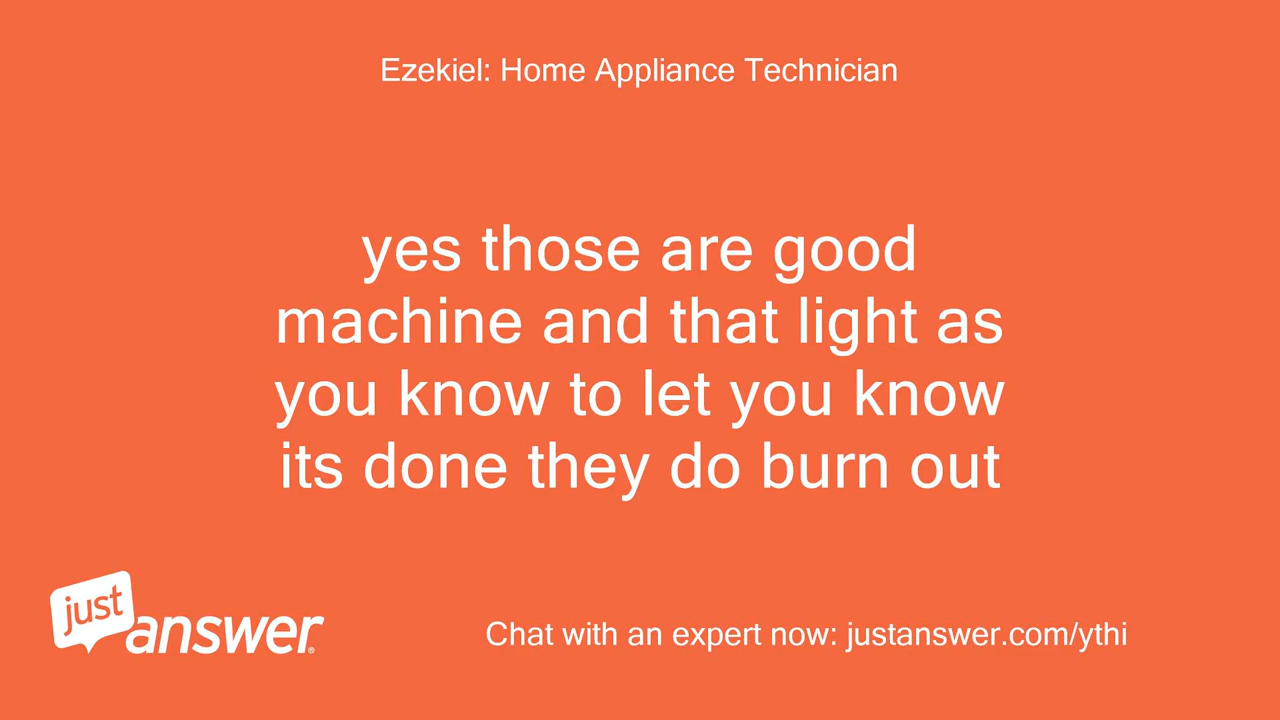 Ezekiel: Home Appliance Technician
yes those are good
machine and that light as
you know to let you know
its done they do burn out
just
answer®
Chat with an expert now: justanswer.com/ythi